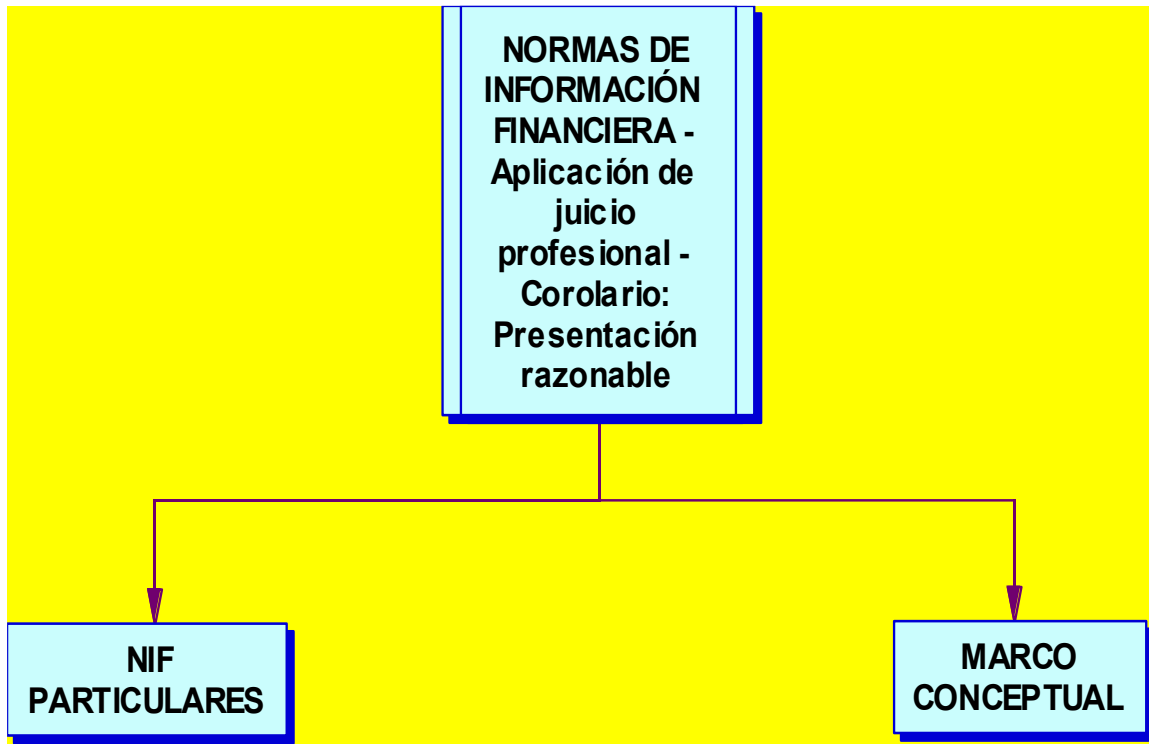 NORMAS DE
INFORMACIÓN
FINANCIERA -
Aplicación de
juicio
profesional -
Corolario:
Presentación
razonable
NIF
PARTICULARES
MARCO
CONCEPTUAL